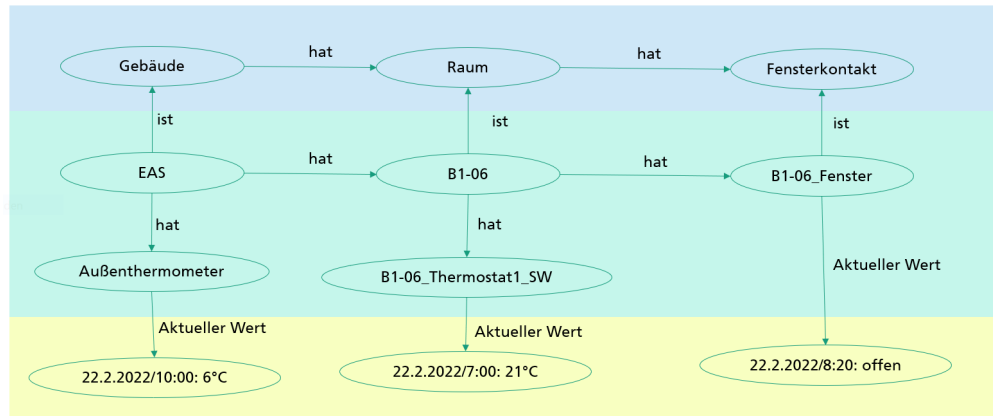 hat
hat
Gebäude
Raum
Fensterkontakt
ist
ist
ist
hat
hat
EAS
B1-06
B1-06_Fenster
hat
hat
Außenthermometer
B1-06_Thermostat1_SW
Aktueller Wert
Aktueller Wert
Aktueller Wert
22.2.2022/10:00: 6°C
22.2.2022/7:00: 21°C
22.2.2022/8:20: offen